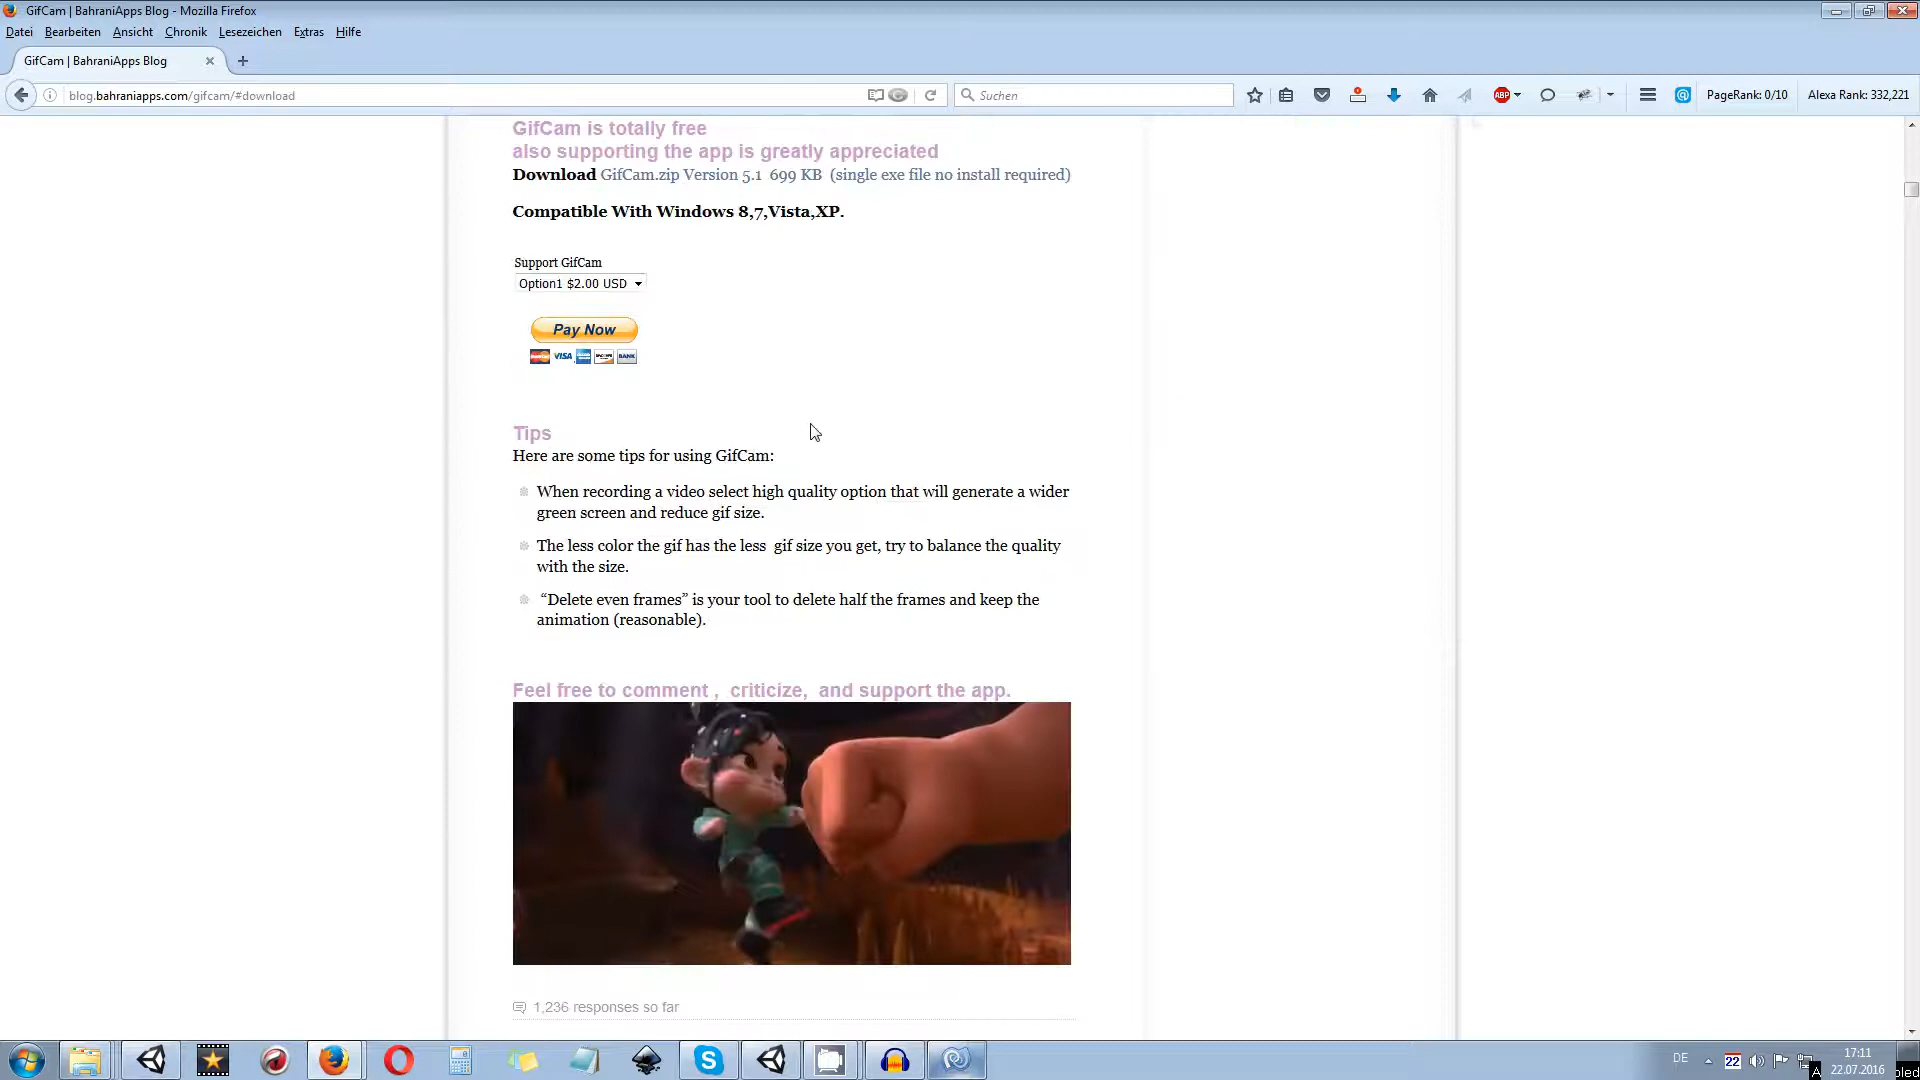 GifCam | BahraniApps Blog - Mozilla Firefox
Datei Bearbeiten Ansicht Chronik Lesezeichen Extras Hilfe
GifCam | BahraniApps Blog
blog.bahraniapps.com/gifcam/#download
Suchen
ABP
PageRank: 0/10
Alexa Rank: 332,221
GifCam is totally free
also supporting the app is greatly appreciated
Download GifCam.zip Version 5.1 699 KB (single exe file no install required)
Compatible With Windows 8,7,Vista,XP.
Support GifCam
Option1 $2.00 USD
Pay Now
VISA BANK
Tips
Here are some tips for using GifCam:
When recording a video select high quality option that will generate a wider
green screen and reduce gif size.
The less color the gif has the less gif size you get, try to balance the quality
with the size.
“Delete even frames” is your tool to delete half the frames and keep the
animation (reasonable).
Feel free to comment , criticize, and support the app.
1,236 responses so far
DE
22
17:11
22.07.2016